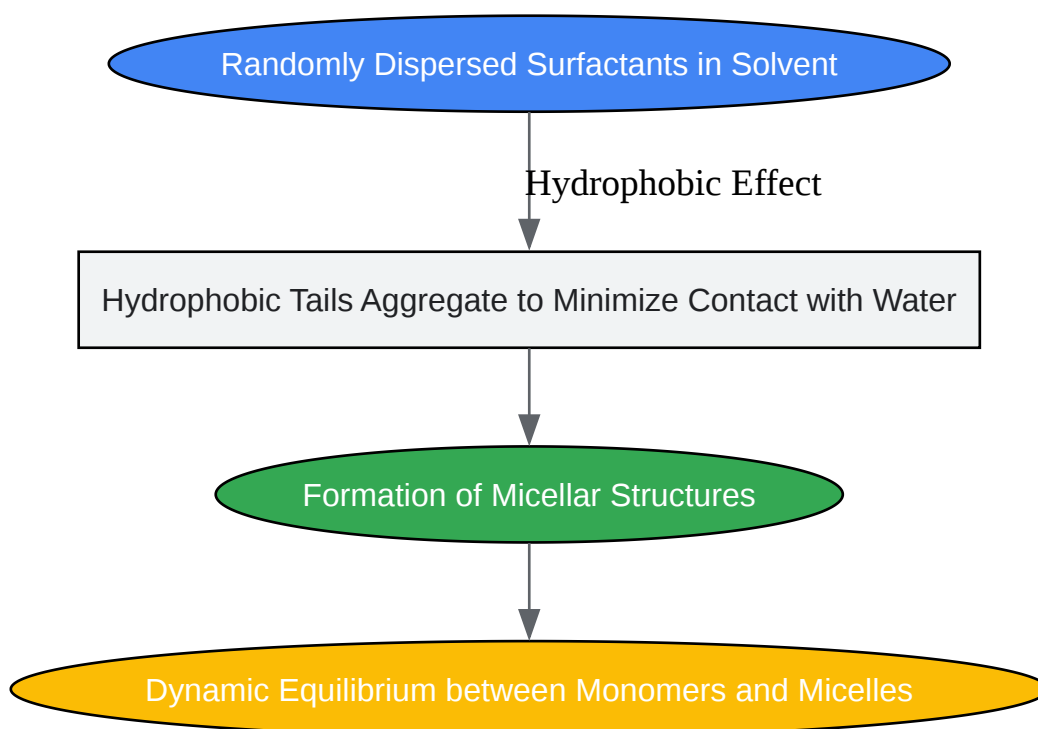 Randomly Dispersed Surfactants in Solvent
Hydrophobic Effect
Hydrophobic Tails Aggregate to Minimize Contact with Water
Formation of Micellar Structures
Dynamic Equilibrium between Monomers and Micelles